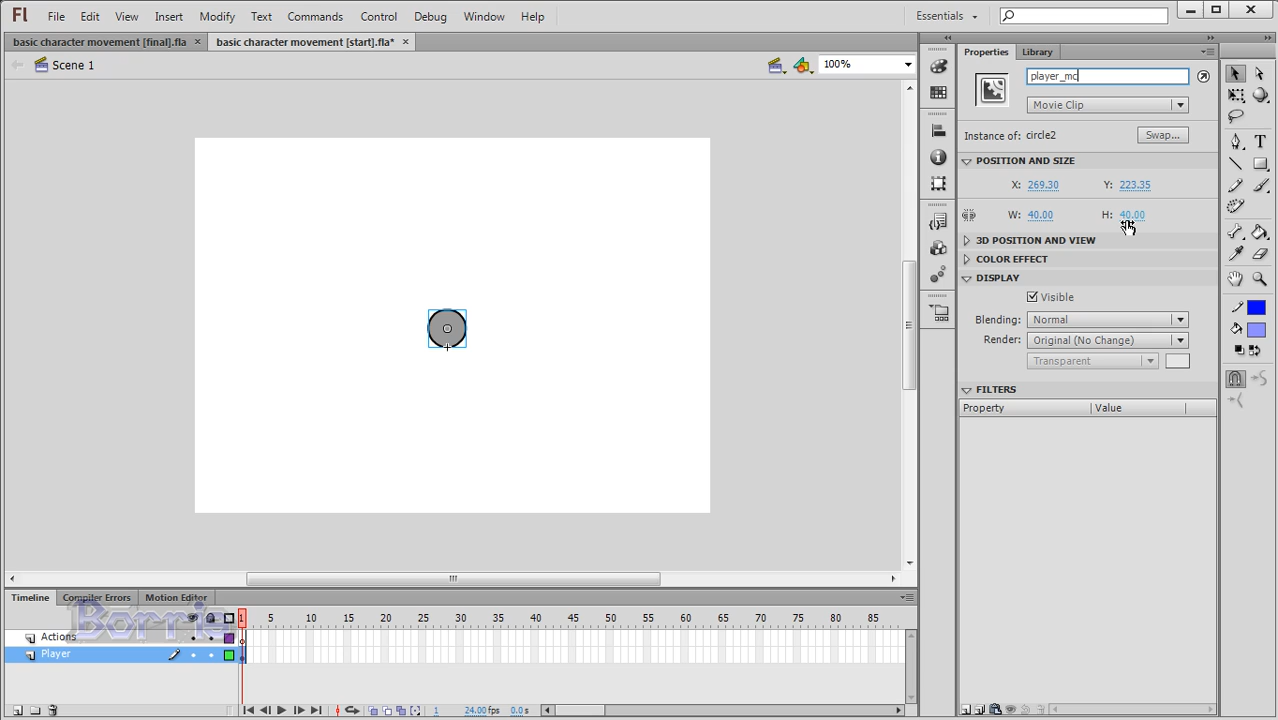 Fl File Edit View Insert Modify Text Commands Control Debug Window Help Essentials
basic character movement [final].fla × basic character movement [start].fla* ×
Scene 1 100%
Properties Library
player_mc
Movie Clip
Instance of: circle2 Swap...
POSITION AND SIZE
X: 269.30 Y: 223.35
W: 40.00 H: 40.00
3D POSITION AND VIEW
COLOR EFFECT
DISPLAY
Visible
Blending: Normal
Render: Original (No Change)
Transparent
FILTERS
Property Value
Timeline Compiler Errors Motion Editor
1 5 10 15 20 25 30 35 40 45 50 55 60 65 70 75 80 85
Borris
Actions
Player
1 24.00 fps 0.0 s